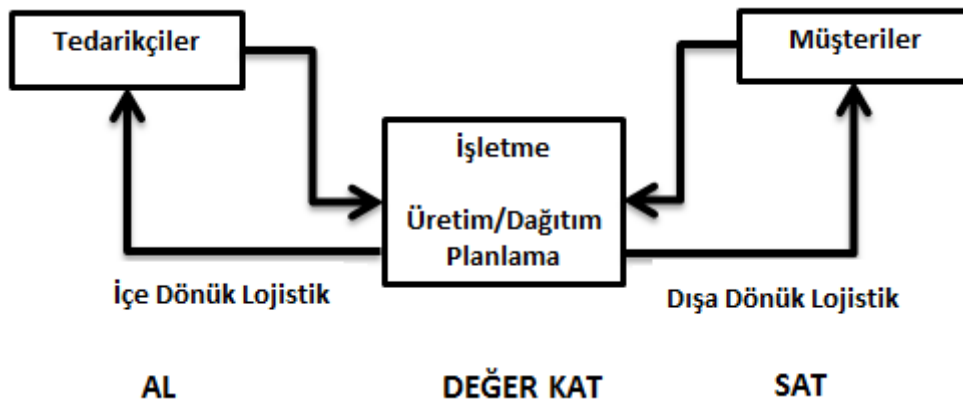 Tedarikçiler
Müşteriler
İşletme
Üretim/Dağıtım
Planlama
İçe Dönük Lojistik
Dışa Dönük Lojistik
AL
DEĞER KAT
SAT